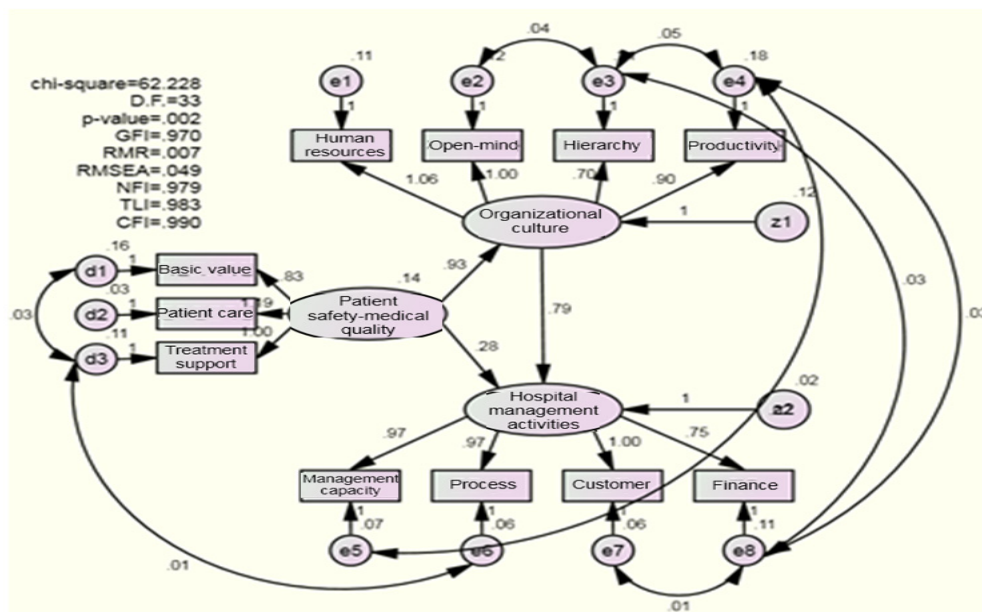 chi-square=62.228
D.F.=33
p-value=.002
GFI=.970
RMR=.007
RMSEA=.049
NFI=.979
TLI=.983
CFI=.990
.04
.05
.11
.18
e1
e2
e3
e4
1
1
1
1
Human
resources
Open-mind
Hierarchy
Productivity
1.06
1.00
.70
.90
Organizational
culture
1
.12
z1
.16
d1
1
Basic value
.83
.03
d2
1
Patient care
.11
d3
1
Treatment
support
1.00
.03
.14
Patient
safety-medical
quality
.93
.28
.79
.03
Hospital
management
activities
1
.02
.97
.97
1.00
.75
Management
capacity
Process
Customer
Finance
1
1
1
1
.07
.06
.06
.11
e5
e6
e7
e8
.01
.01